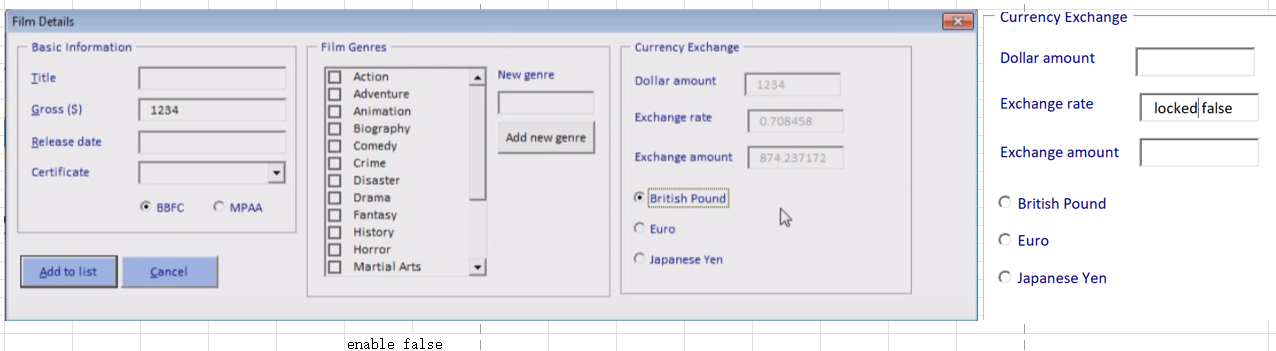 Film Details
Basic Information
Title
Gross ($)
1234
Release date
Certificate
BBFC
MPAA
Add to list
Cancel
Film Genres
Action
Adventure
Animation
Biography
Comedy
Crime
Disaster
Drama
Fantasy
History
Horror
Martial Arts
New genre
Add new genre
Currency Exchange
Dollar amount
1234
Exchange rate
0.708458
Exchange amount
874.237172
British Pound
Euro
Japanese Yen
Currency Exchange
Dollar amount
Exchange rate
locked false
Exchange amount
British Pound
Euro
Japanese Yen
enable false